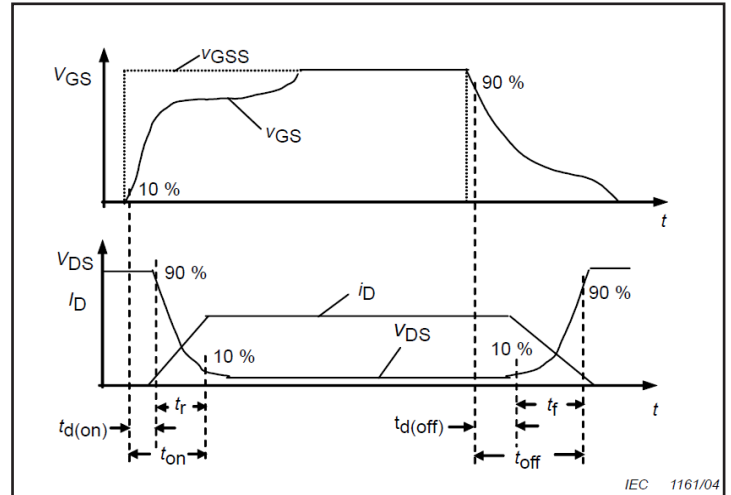 vGSS
VGS
90 %
vGS
10 %
t
VDS
90 %
iD
ID
90 %
VDS
10 %
10 %
tr
tf
t
td(on)
td(off)
ton
toff
IEC 1161/04